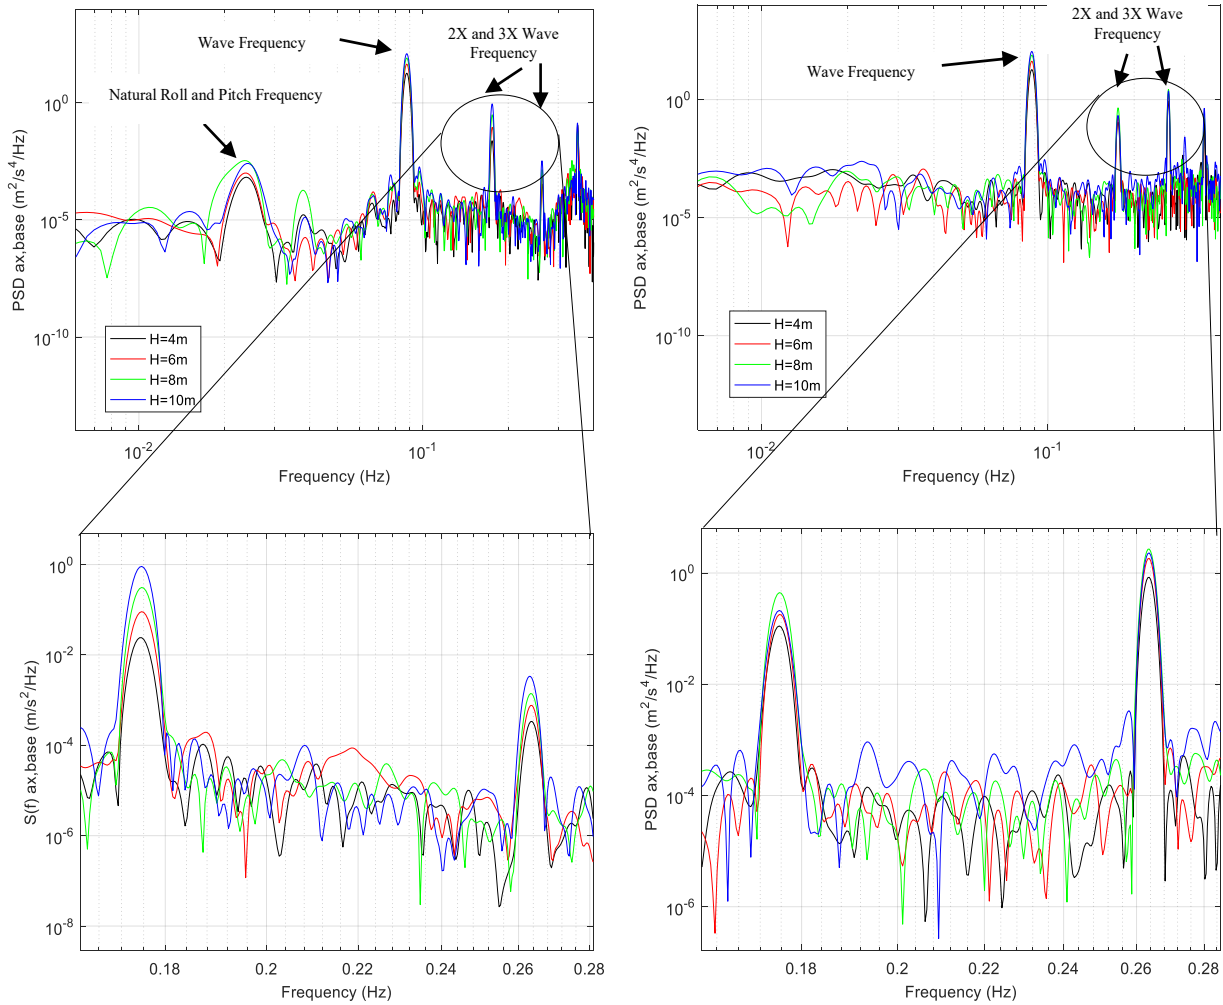 Wave Frequency
2X and 3X Wave
Frequency
Natural Roll and Pitch Frequency
10^0
10^-5
10^-10
PSD ax,base (m^2/s^4/Hz)
H=4m
H=6m
H=8m
H=10m
10^-2
10^-1
Frequency (Hz)
2X and 3X Wave
Frequency
Wave Frequency
10^0
10^-5
10^-10
PSD ax,base (m^2/s^4/Hz)
H=4m
H=6m
H=8m
H=10m
10^-2
10^-1
Frequency (Hz)
10^0
10^-2
10^-4
10^-6
10^-8
S(f) ax,base (m/s^2/Hz)
0.18
0.2
0.22
0.24
0.26
0.28
Frequency (Hz)
10^0
10^-2
10^-4
10^-6
PSD ax,base (m^2/s^4/Hz)
0.18
0.2
0.22
0.24
0.26
0.28
Frequency (Hz)